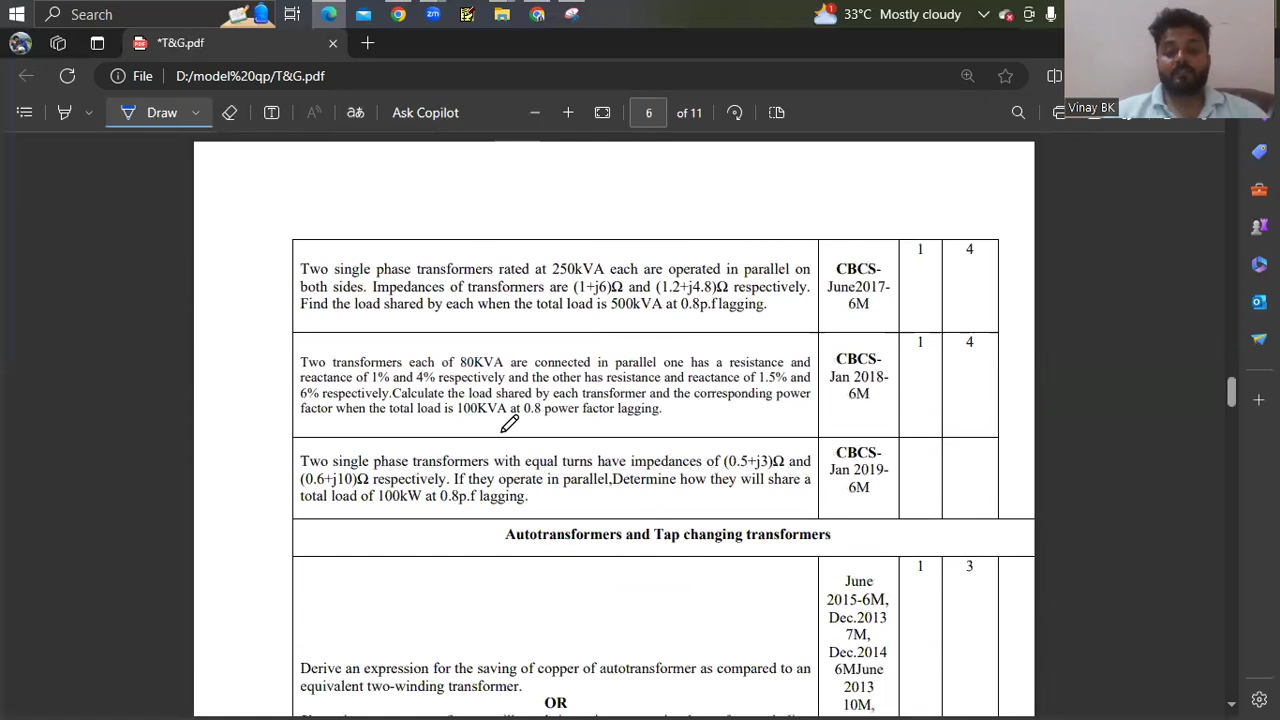 Search
33°C Mostly cloudy
*T&G.pdf
File D:/model%20qp/T&G.pdf
Vinay BK
Draw
aあ
Ask Copilot
6 of 11
Two single phase transformers rated at 250kVA each are operated in parallel on
both sides. Impedances of transformers are (1+j6)Ω and (1.2+j4.8)Ω respectively.
Find the load shared by each when the total load is 500kVA at 0.8p.f lagging.
CBCS-
June2017-
6M
1
4
Two transformers each of 80KVA are connected in parallel one has a resistance and
reactance of 1% and 4% respectively and the other has resistance and reactance of 1.5% and
6% respectively.Calculate the load shared by each transformer and the corresponding power
factor when the total load is 100KVA at 0.8 power factor lagging.
CBCS-
Jan 2018-
6M
1
4
Two single phase transformers with equal turns have impedances of (0.5+j3)Ω and
(0.6+j10)Ω respectively. If they operate in parallel,Determine how they will share a
total load of 100kW at 0.8p.f lagging.
CBCS-
Jan 2019-
6M
Autotransformers and Tap changing transformers
Derive an expression for the saving of copper of autotransformer as compared to an
equivalent two-winding transformer.
OR
June
2015-6M,
Dec.2013
7M,
Dec.2014
6MJune
2013
10M,
1
3